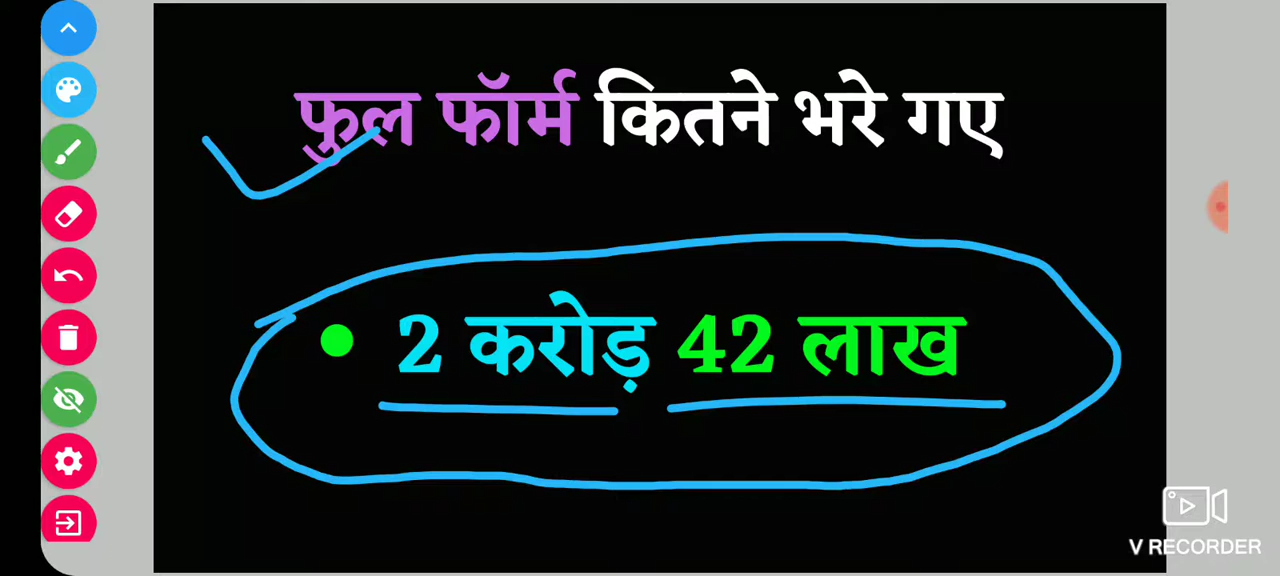 फुल फॉर्म कितने भरे गए
2 करोड़ 42 लाख
V RECORDER